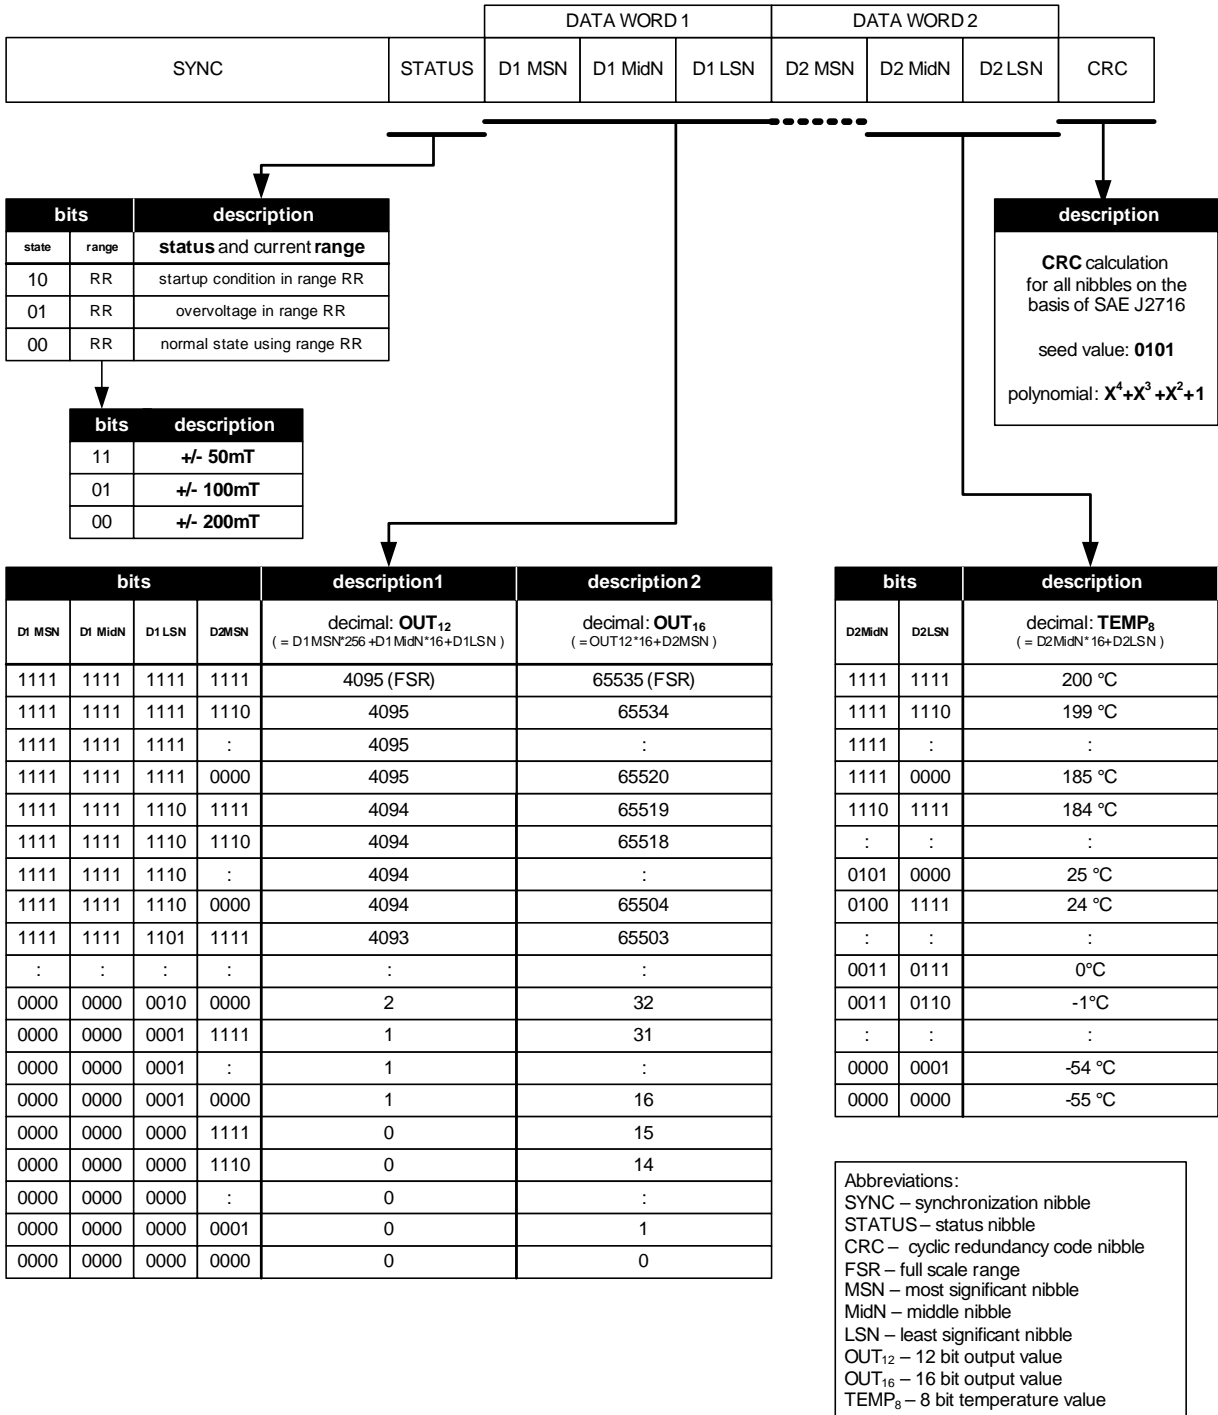 DATA WORD 1 DATA WORD 2
SYNC STATUS D1 MSN D1 MidN D1 LSN D2 MSN D2 MidN D2 LSN CRC
bits description
state range status and current range
10 RR startup condition in range RR
01 RR overvoltage in range RR
00 RR normal state using range RR
bits description
11 +/- 50mT
01 +/- 100mT
00 +/- 200mT
description
CRC calculation
for all nibbles on the
basis of SAE J2716
seed value: 0101
polynomial: X⁴+X³+X²+1
bits description1 description 2
D1 MSN D1 MidN D1 LSN D2MSN decimal: OUT₁₂ decimal: OUT₁₆
( = D1MSN*256 +D1MidN*16+D1LSN ) ( =OUT12*16+D2MSN )
1111 1111 1111 1111 4095 (FSR) 65535 (FSR)
1111 1111 1111 1110 4095 65534
1111 1111 1111 : 4095 :
1111 1111 1111 0000 4095 65520
1111 1111 1110 1111 4094 65519
1111 1111 1110 1110 4094 65518
1111 1111 1110 : 4094 :
1111 1111 1110 0000 4094 65504
1111 1111 1101 1111 4093 65503
: : : : : :
0000 0000 0010 0000 2 32
0000 0000 0001 1111 1 31
0000 0000 0001 : 1 :
0000 0000 0001 0000 1 16
0000 0000 0000 1111 0 15
0000 0000 0000 1110 0 14
0000 0000 0000 : 0 :
0000 0000 0000 0001 0 1
0000 0000 0000 0000 0 0
bits description
D2MidN D2LSN decimal: TEMP₈
( = D2MidN*16+D2LSN )
1111 1111 200 °C
1111 1110 199 °C
1111 : :
1111 0000 185 °C
1110 1111 184 °C
: : :
0101 0000 25 °C
0100 1111 24 °C
: : :
0011 0111 0°C
0011 0110 -1°C
: : :
0000 0001 -54 °C
0000 0000 -55 °C
Abbreviations:
SYNC – synchronization nibble
STATUS – status nibble
CRC – cyclic redundancy code nibble
FSR – full scale range
MSN – most significant nibble
MidN – middle nibble
LSN – least significant nibble
OUT₁₂ – 12 bit output value
OUT₁₆ – 16 bit output value
TEMP₈ – 8 bit temperature value